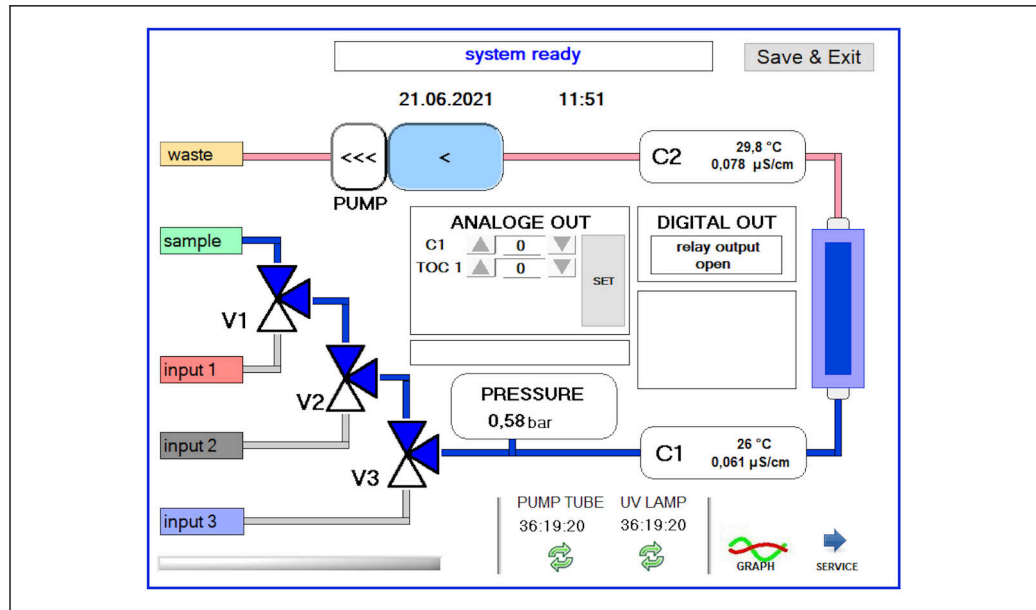 system ready
Save & Exit
21.06.2021 11:51
waste
<<<
<
C2
29,8 °C
0,078 µS/cm
PUMP
ANALOGE OUT
C1 0
TOC 1 0
SET
DIGITAL OUT
relay output
open
sample
V1
input 1
V2
input 2
V3
input 3
PRESSURE
0,58 bar
C1
26 °C
0,061 µS/cm
PUMP TUBE UV LAMP
36:19:20 36:19:20
GRAPH
SERVICE